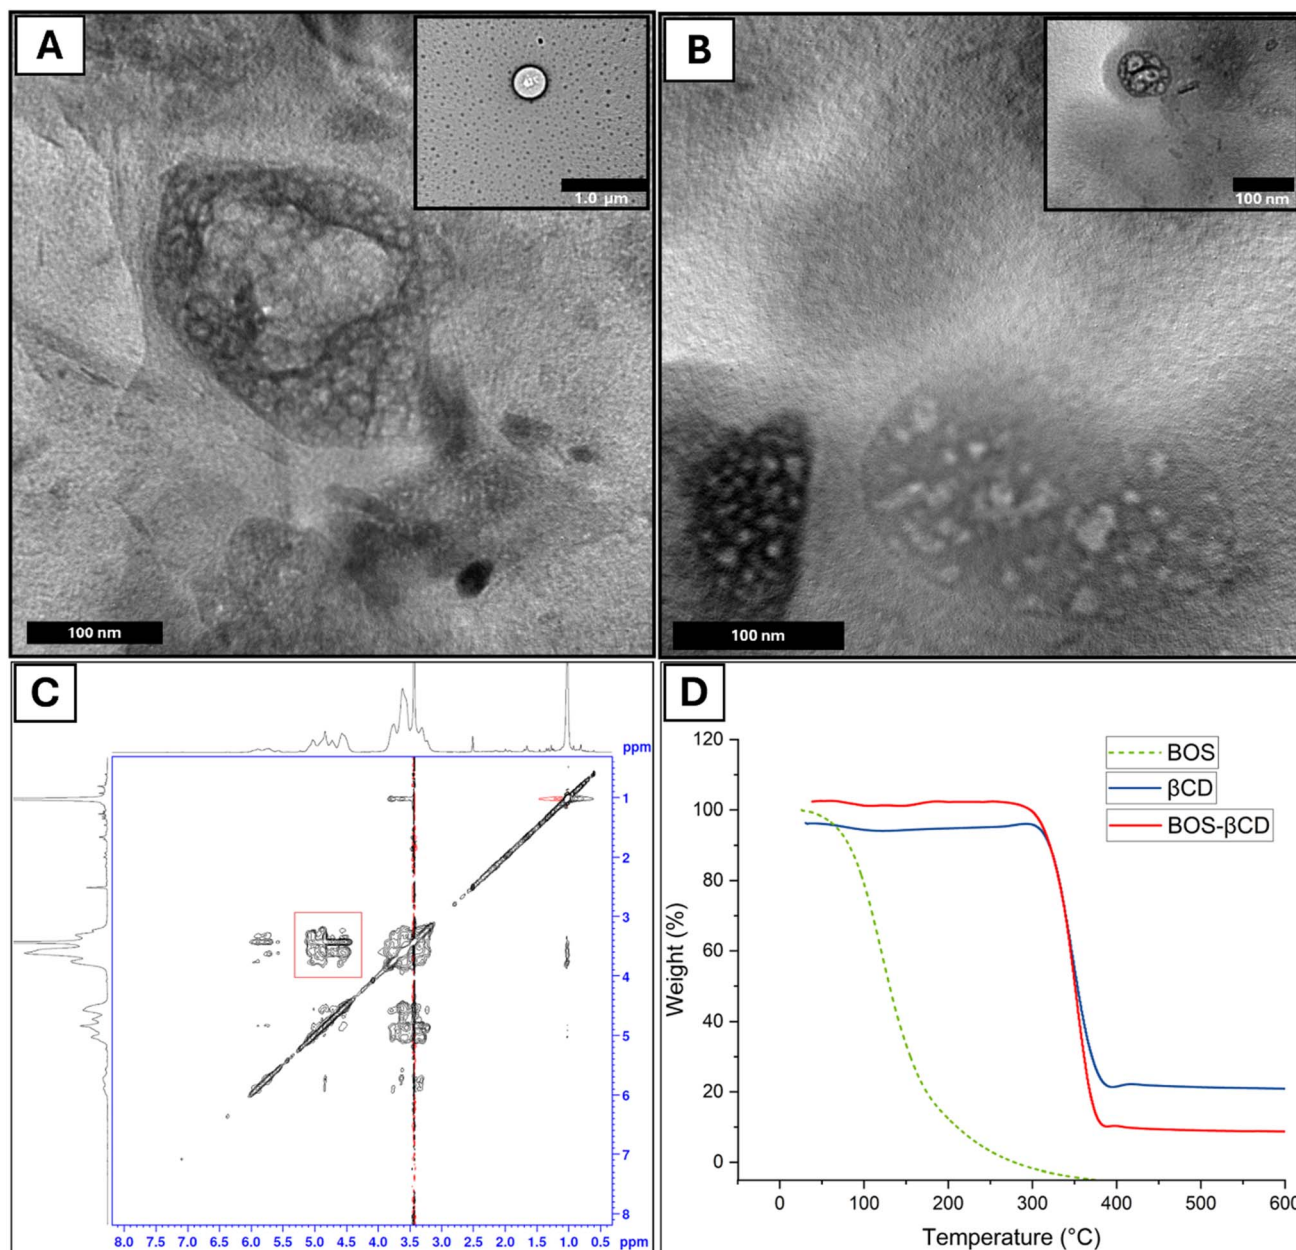 A
1.0 µm
100 nm
B
100 nm
100 nm
C
ppm
1
2
3
4
5
6
7
8
8.0 7.5 7.0 6.5 6.0 5.5 5.0 4.5 4.0 3.5 3.0 2.5 2.0 1.5 1.0 0.5 ppm
D
120
100
80
60
40
20
0
Weight (%)
BOS
βCD
BOS-βCD
0 100 200 300 400 500 600
Temperature (°C)